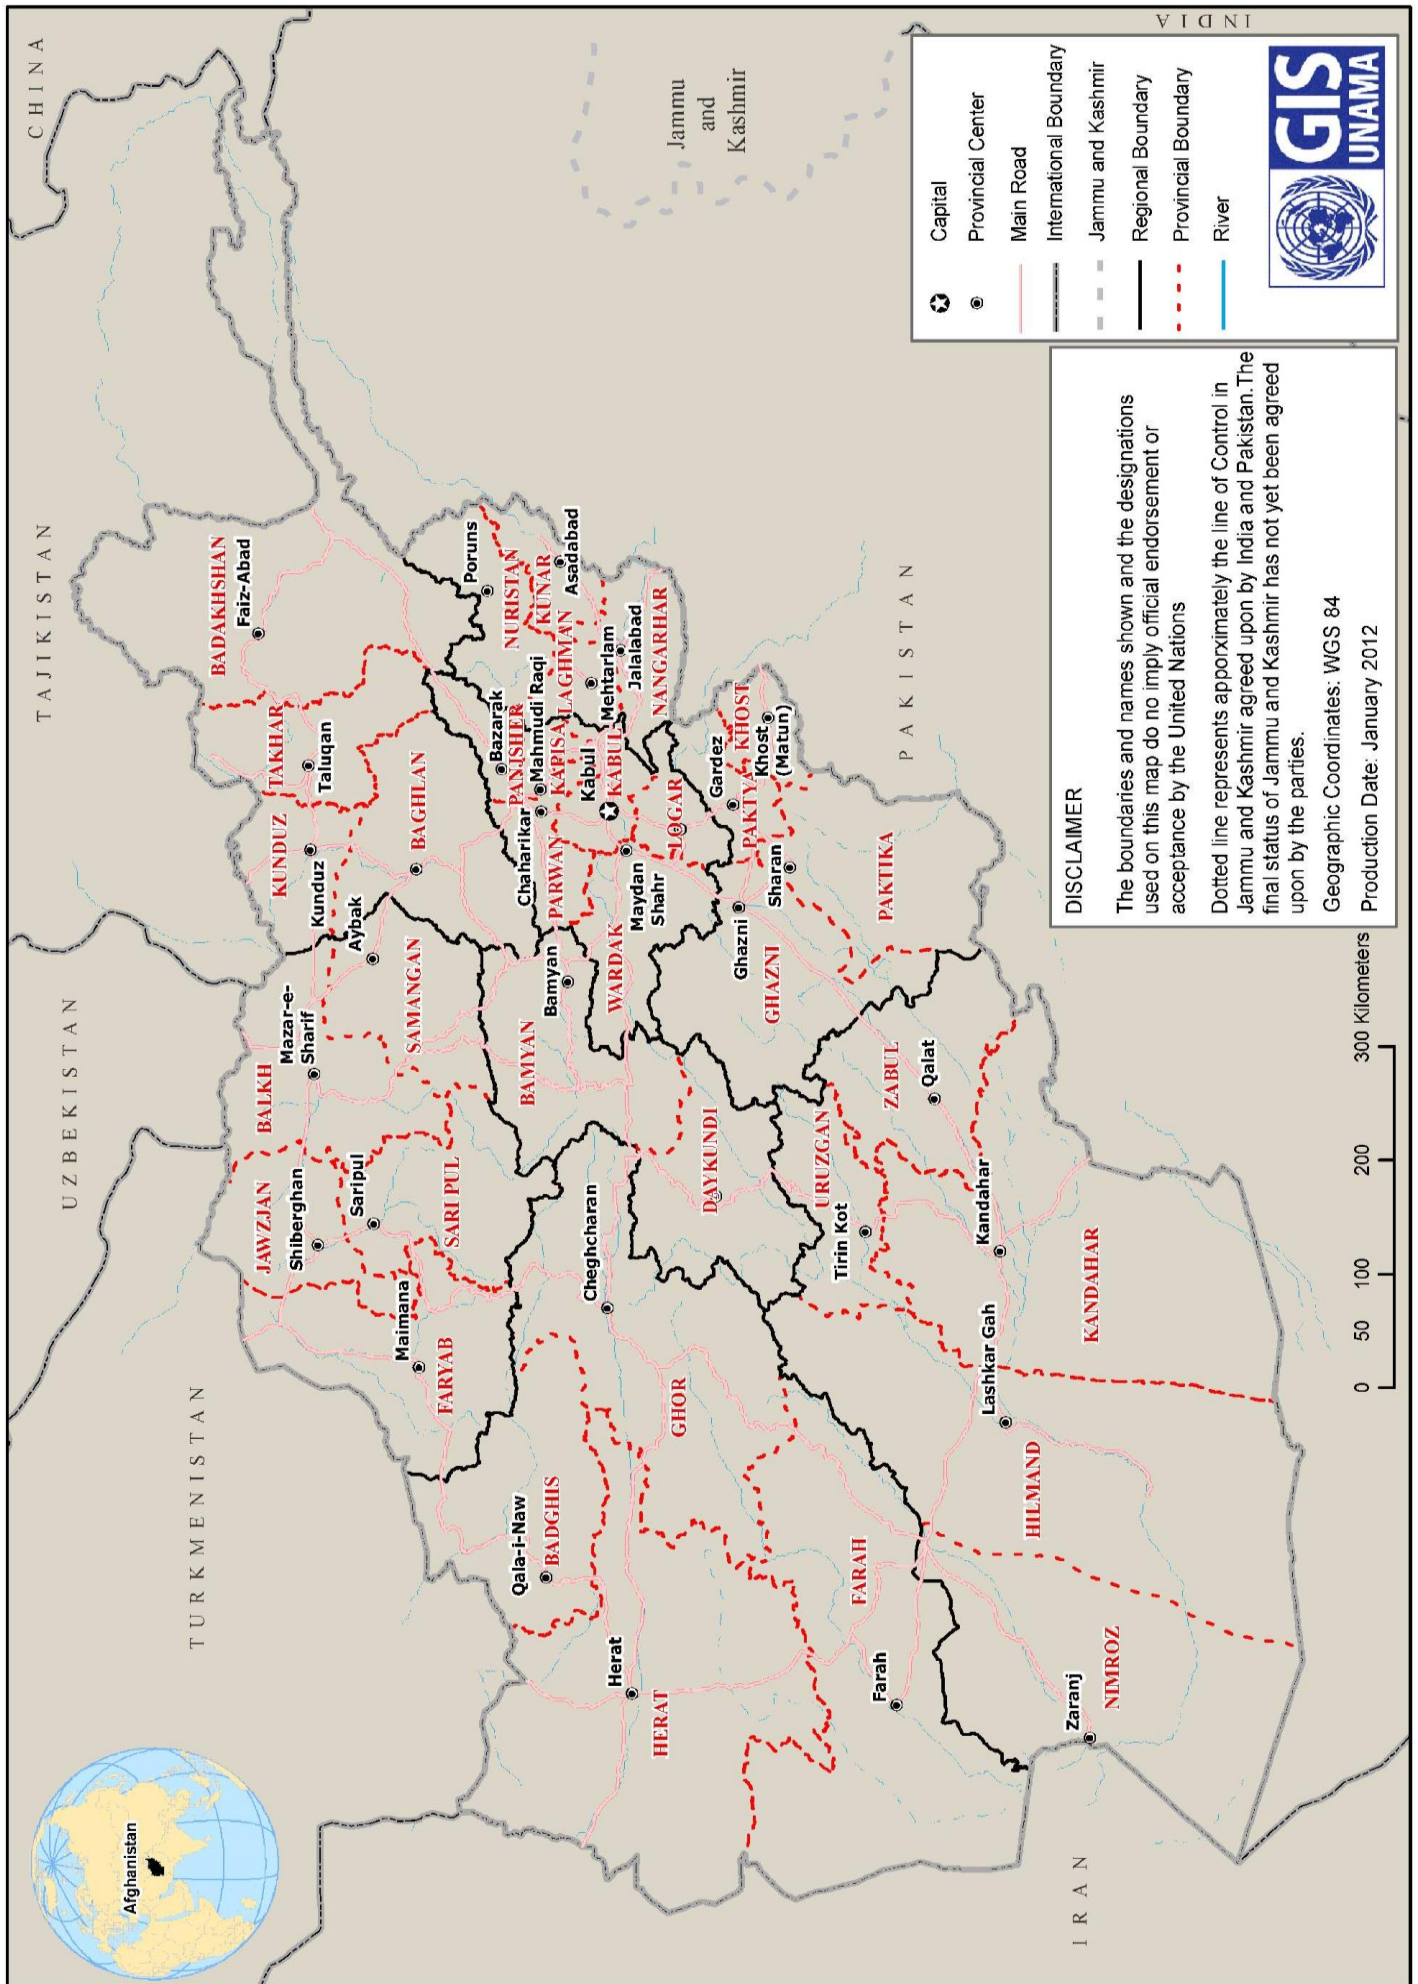 Afghanistan
CHINA
TAJIKISTAN
UZBEKISTAN
TURKMENISTAN
IRAN
PAKISTAN
INDIA
Jammu
and
Kashmir
BADAKHSHAN
Faiz-Abad
TAKHAR
Taluqan
KUNDUZ
Kunduz
BAGHLAN
Aybak
SAMANGAN
BALKH
Mazar-e-
Sharif
JAWZJAN
Shiberghan
Saripul
SARI PUL
Maimana
FARYAB
Qala-i-Naw
BADGHIS
Herat
HERAT
Cheghcharan
GHOR
Farah
FARAH
Zaranj
NIMROZ
Lashkar Gah
HILMAND
Kandahar
KANDAHAR
Tirin Kot
URUZGAN
Qalat
ZABUL
DAYKUNDI
Bamyan
BAMYAN
WARDAK
Maydan
Shahr
Ghazni
GHAZNI
Sharan
PAKTIKA
Gardez
PAKTYA
KHOST
Khost
(Matun)
LOGAR
Kabul
KABUL
Chaharikar
PARWAN
Bazarak
PANJSHER
Mahmudi Raqi
KAPISA
LAGHMAN
Mehtarlam
Jalalabad
NANGARHAR
Poruns
NURISTAN
KUNAR
Asadabad
0 50 100 200 300 Kilometers
DISCLAIMER
The boundaries and names shown and the designations
used on this map do no imply official endorsement or
acceptance by the United Nations
Dotted line represents apporximately the line of Control in
Jammu and Kashmir agreed upon by India and Pakistan.The
final status of Jammu and Kashmir has not yet been agreed
upon by the parties.
Geographic Coordinates: WGS 84
Production Date: January 2012
Capital
Provincial Center
Main Road
International Boundary
Jammu and Kashmir
Regional Boundary
Provincial Boundary
River
GIS
UNAMA